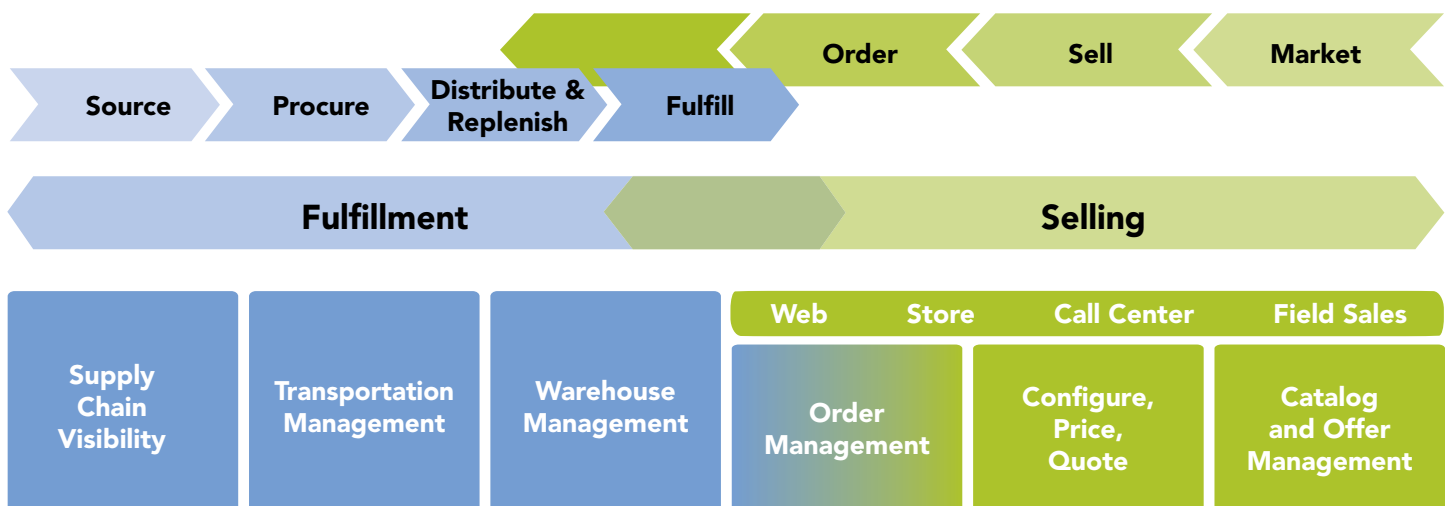 Order
Sell
Market
Source
Procure
Distribute &
Replenish
Fulfill
Fulfillment
Selling
Web
Store
Call Center
Field Sales
Supply
Chain
Visibility
Transportation
Management
Warehouse
Management
Order
Management
Configure,
Price,
Quote
Catalog
and Offer
Management